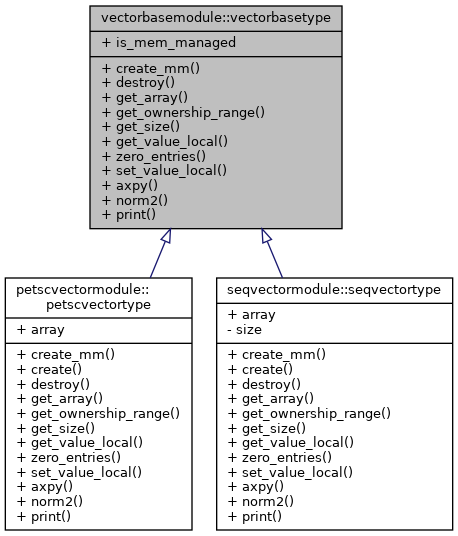 vectorbasemodule::vectorbasetype
+ is_mem_managed
+ create_mm()
+ destroy()
+ get_array()
+ get_ownership_range()
+ get_size()
+ get_value_local()
+ zero_entries()
+ set_value_local()
+ axpy()
+ norm2()
+ print()
petscvectormodule::
petscvectortype
+ array
+ create_mm()
+ create()
+ destroy()
+ get_array()
+ get_ownership_range()
+ get_size()
+ get_value_local()
+ zero_entries()
+ set_value_local()
+ axpy()
+ norm2()
+ print()
seqvectormodule::seqvectortype
+ array
- size
+ create_mm()
+ create()
+ destroy()
+ get_array()
+ get_ownership_range()
+ get_size()
+ get_value_local()
+ zero_entries()
+ set_value_local()
+ axpy()
+ norm2()
+ print()